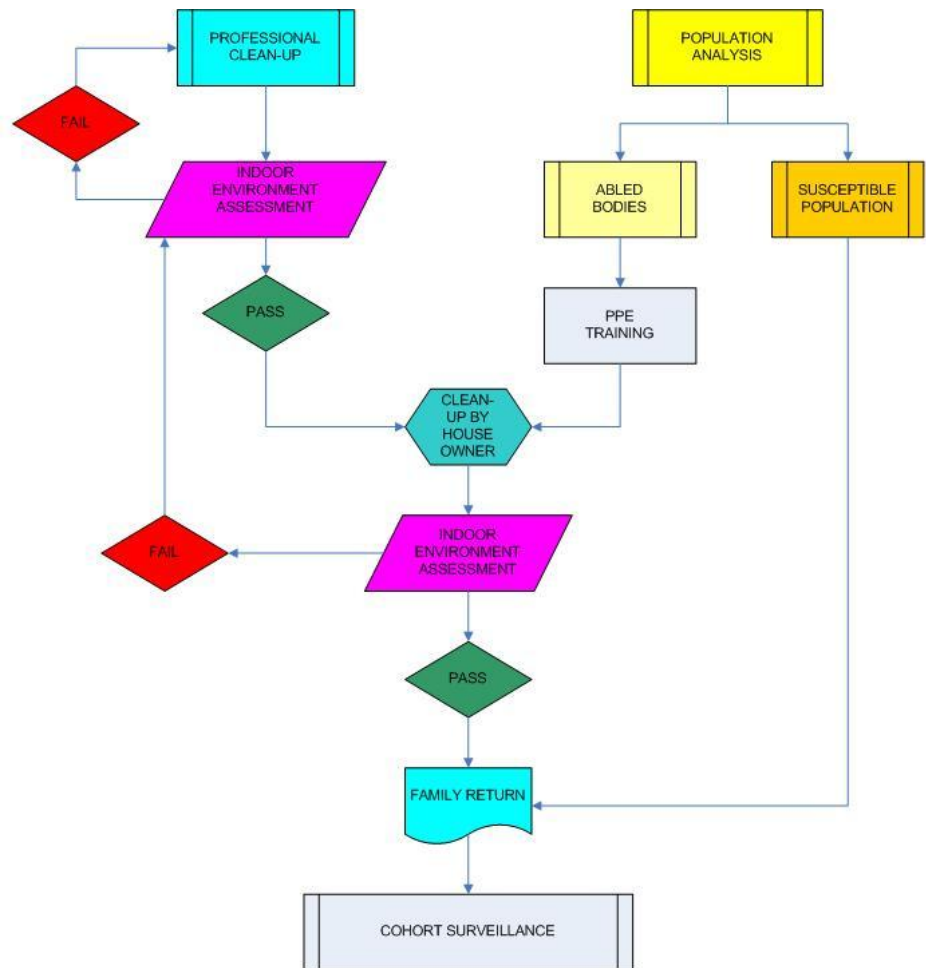 PROFESSIONAL
CLEAN-UP
POPULATION
ANALYSIS
FAIL
INDOOR
ENVIRONMENT
ASSESSMENT
ABLED
BODIES
SUSCEPTIBLE
POPULATION
PASS
PPE
TRAINING
CLEAN-
UP BY
HOUSE
OWNER
FAIL
INDOOR
ENVIRONMENT
ASSESSMENT
PASS
FAMILY RETURN
COHORT SURVEILLANCE